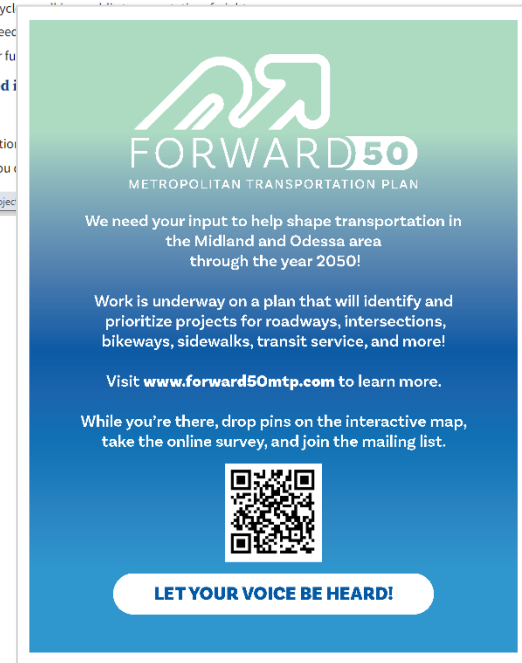 FORWARD 50
METROPOLITAN TRANSPORTATION PLAN
We need your input to help shape transportation in
the Midland and Odessa area
through the year 2050!
Work is underway on a plan that will identify and
prioritize projects for roadways, intersections,
bikeways, sidewalks, transit service, and more!
Visit www.forward50mtp.com to learn more.
While you're there, drop pins on the interactive map,
take the online survey, and join the mailing list.
LET YOUR VOICE BE HEARD!